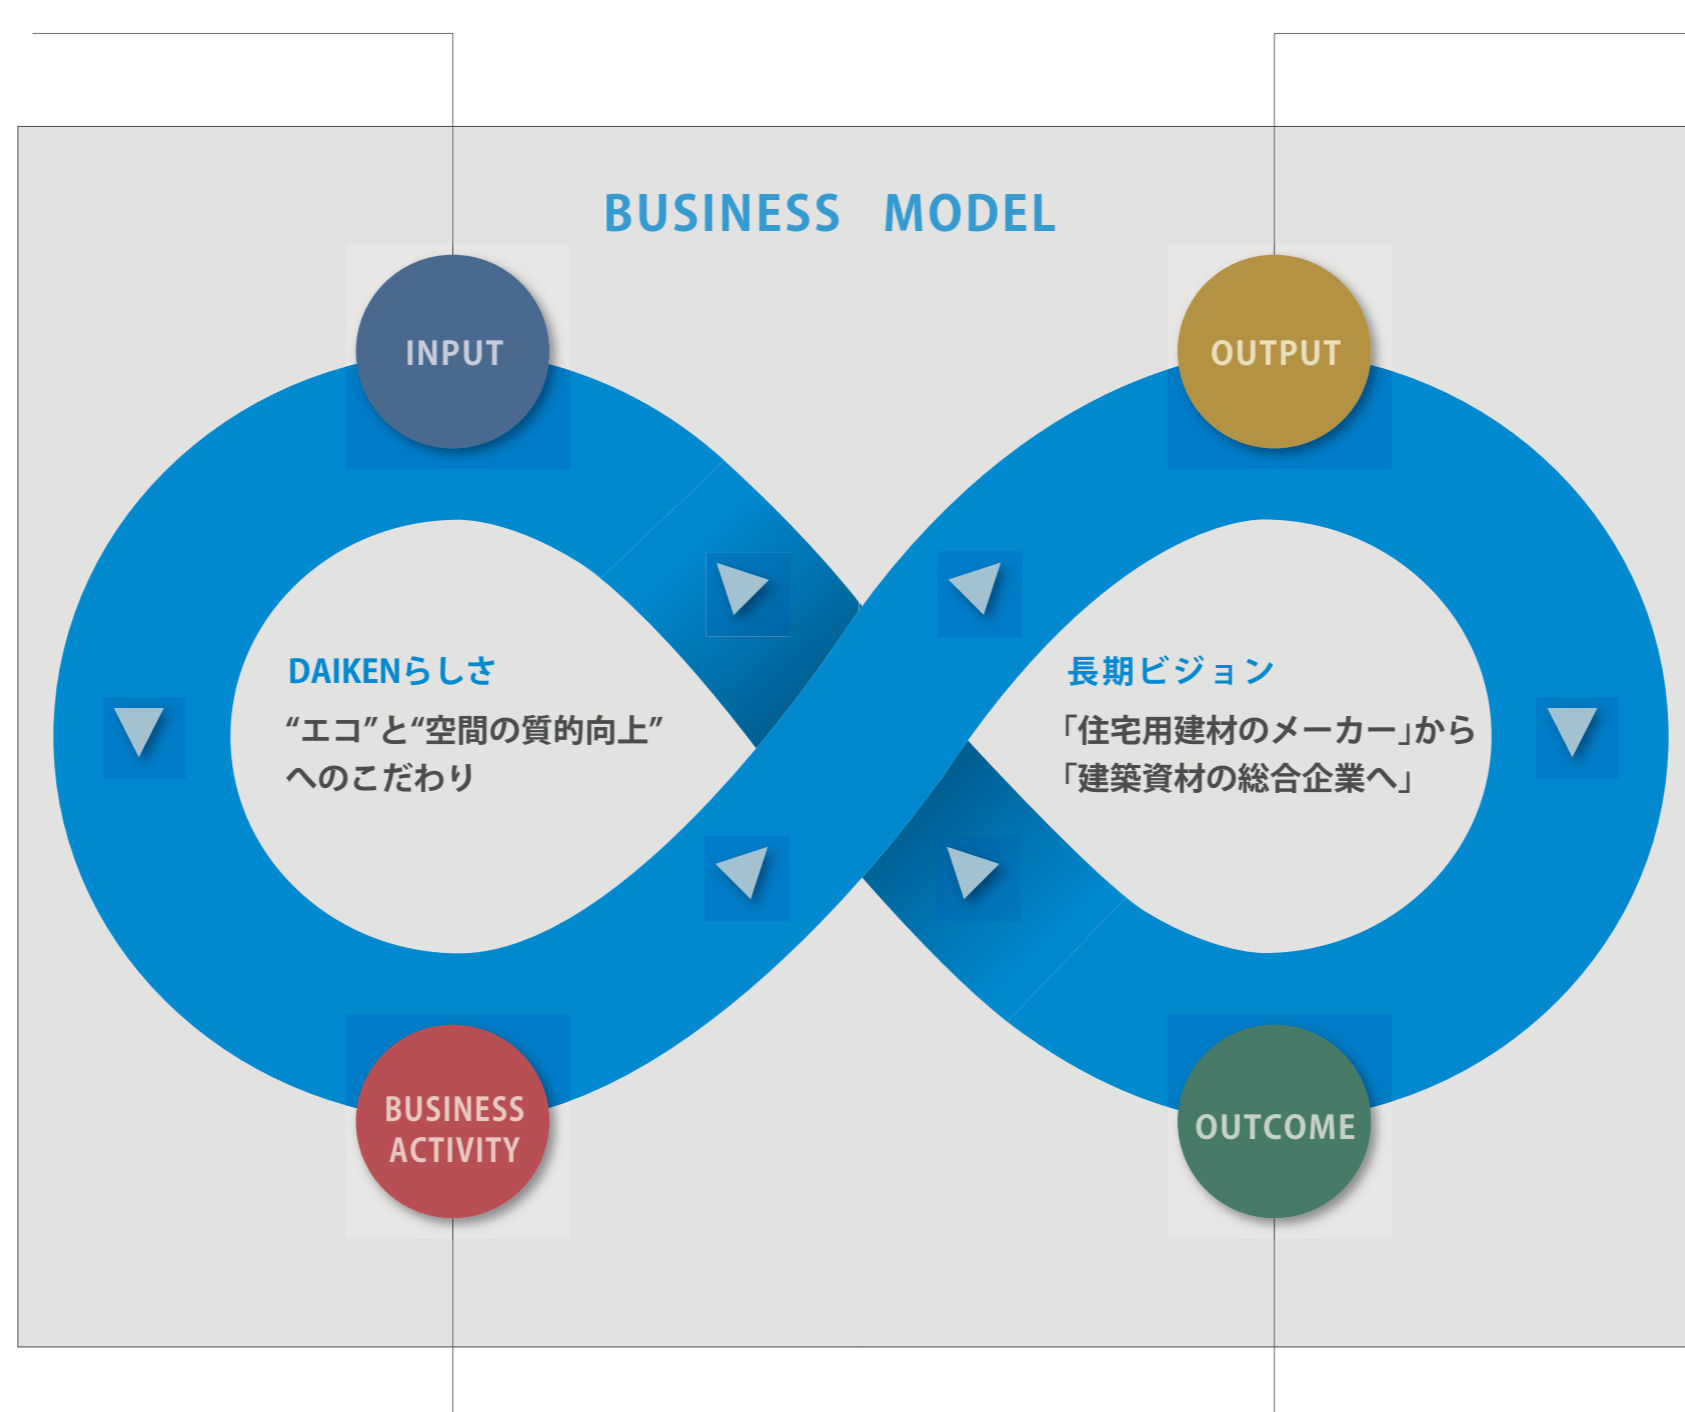 BUSINESS MODEL
INPUT
OUTPUT
DAIKENらしさ
“エコ”と“空間の質的向上”
へのこだわり
長期ビジョン
「住宅用建材のメーカー」から
「建築資材の総合企業へ」
BUSINESS
ACTIVITY
OUTCOME